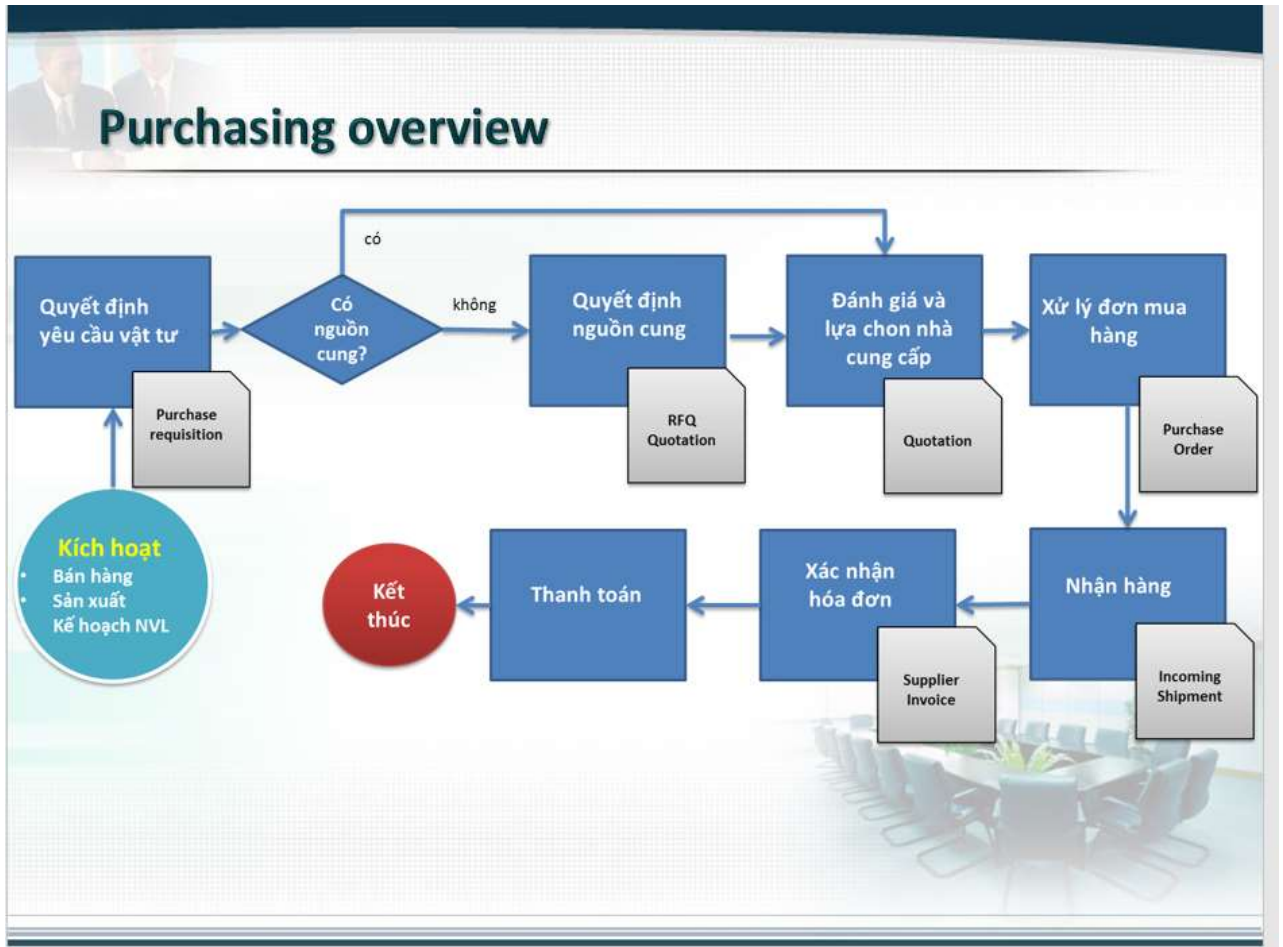 Purchasing overview
có
Quyết định
yêu cầu vật tư
Purchase
requisition
Có
nguồn
cung?
không
Quyết định
nguồn cung
RFQ
Quotation
Đánh giá và
lựa chon nhà
cung cấp
Quotation
Xử lý đơn mua
hàng
Purchase
Order
Kích hoạt
• Bán hàng
• Sản xuất
Kế hoạch NVL
Kết
thúc
Thanh toán
Xác nhận
hóa đơn
Supplier
Invoice
Nhận hàng
Incoming
Shipment